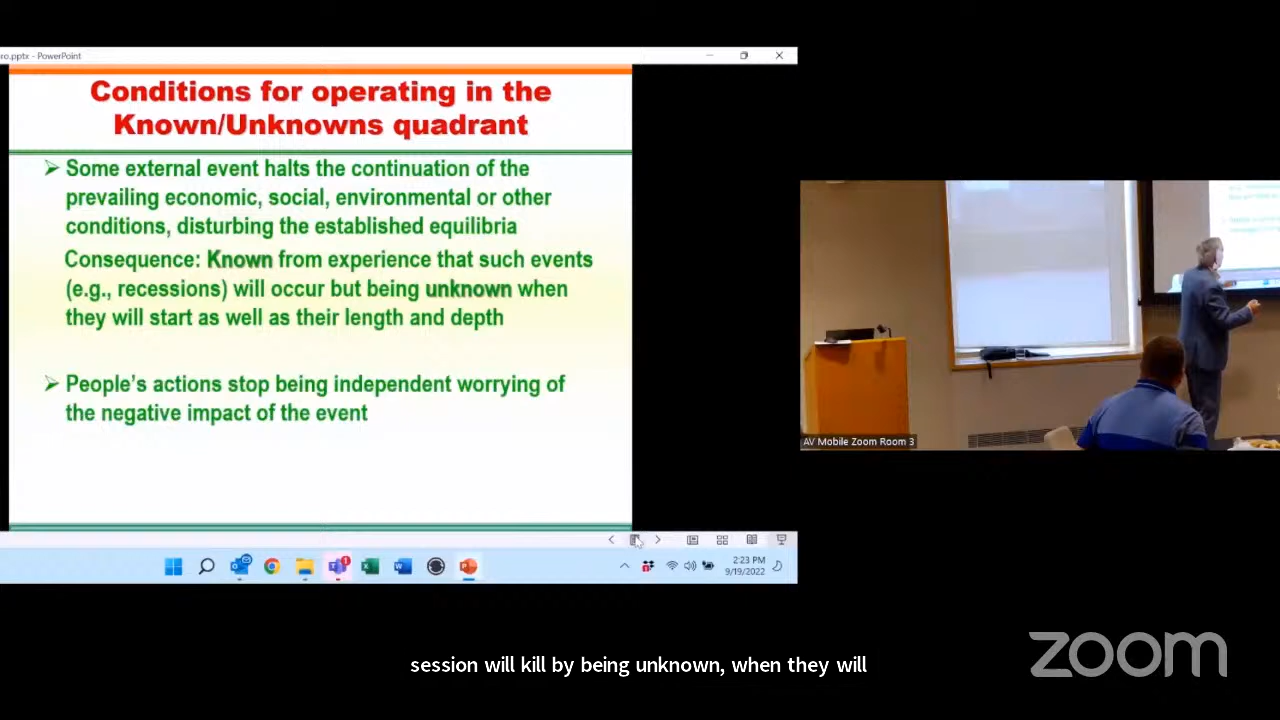 ro.pptx - PowerPoint
Conditions for operating in the
Known/Unknowns quadrant
Some external event halts the continuation of the
prevailing economic, social, environmental or other
conditions, disturbing the established equilibria
Consequence: Known from experience that such events
(e.g., recessions) will occur but being unknown when
they will start as well as their length and depth
People's actions stop being independent worrying of
the negative impact of the event
2:23 PM
9/19/2022
AV Mobile Zoom Room 3
session will kill by being unknown, when they will
zoom